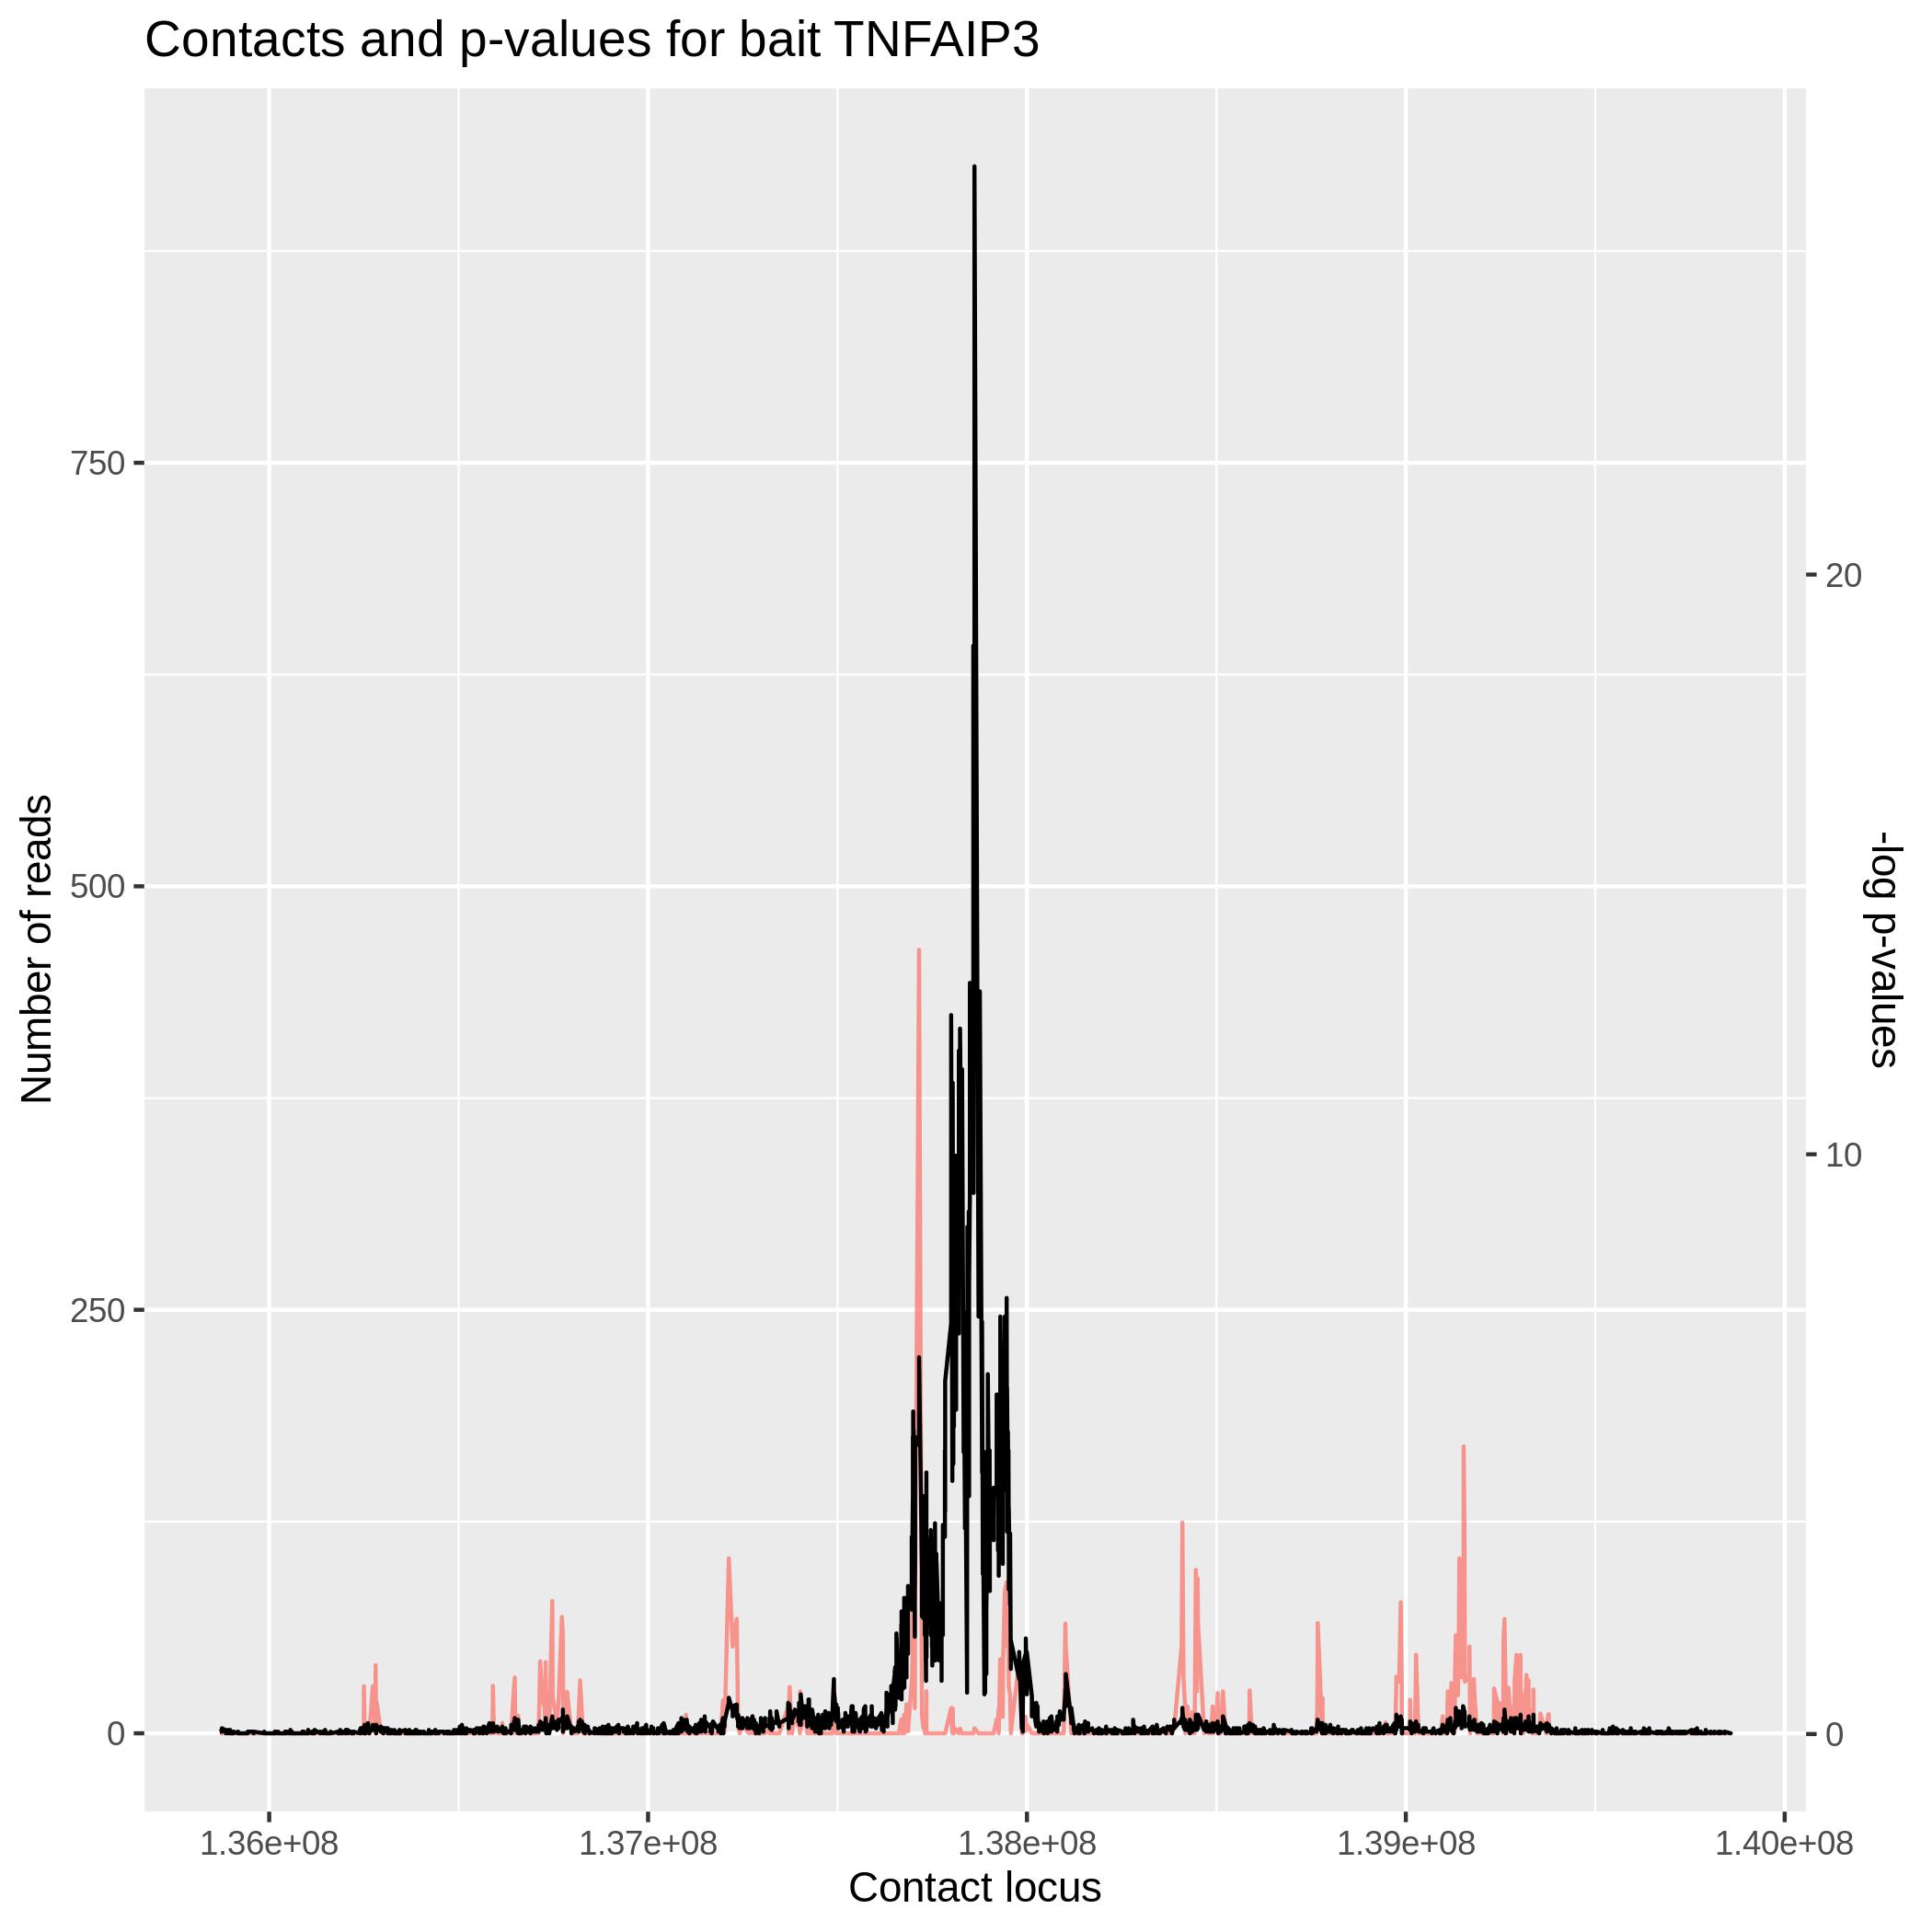 Contacts and p-values for bait TNFAIP3
Number of reads
750
500
250
0
20
10
0
-log p-values
1.36e+08 1.37e+08 1.38e+08 1.39e+08 1.40e+08
Contact locus